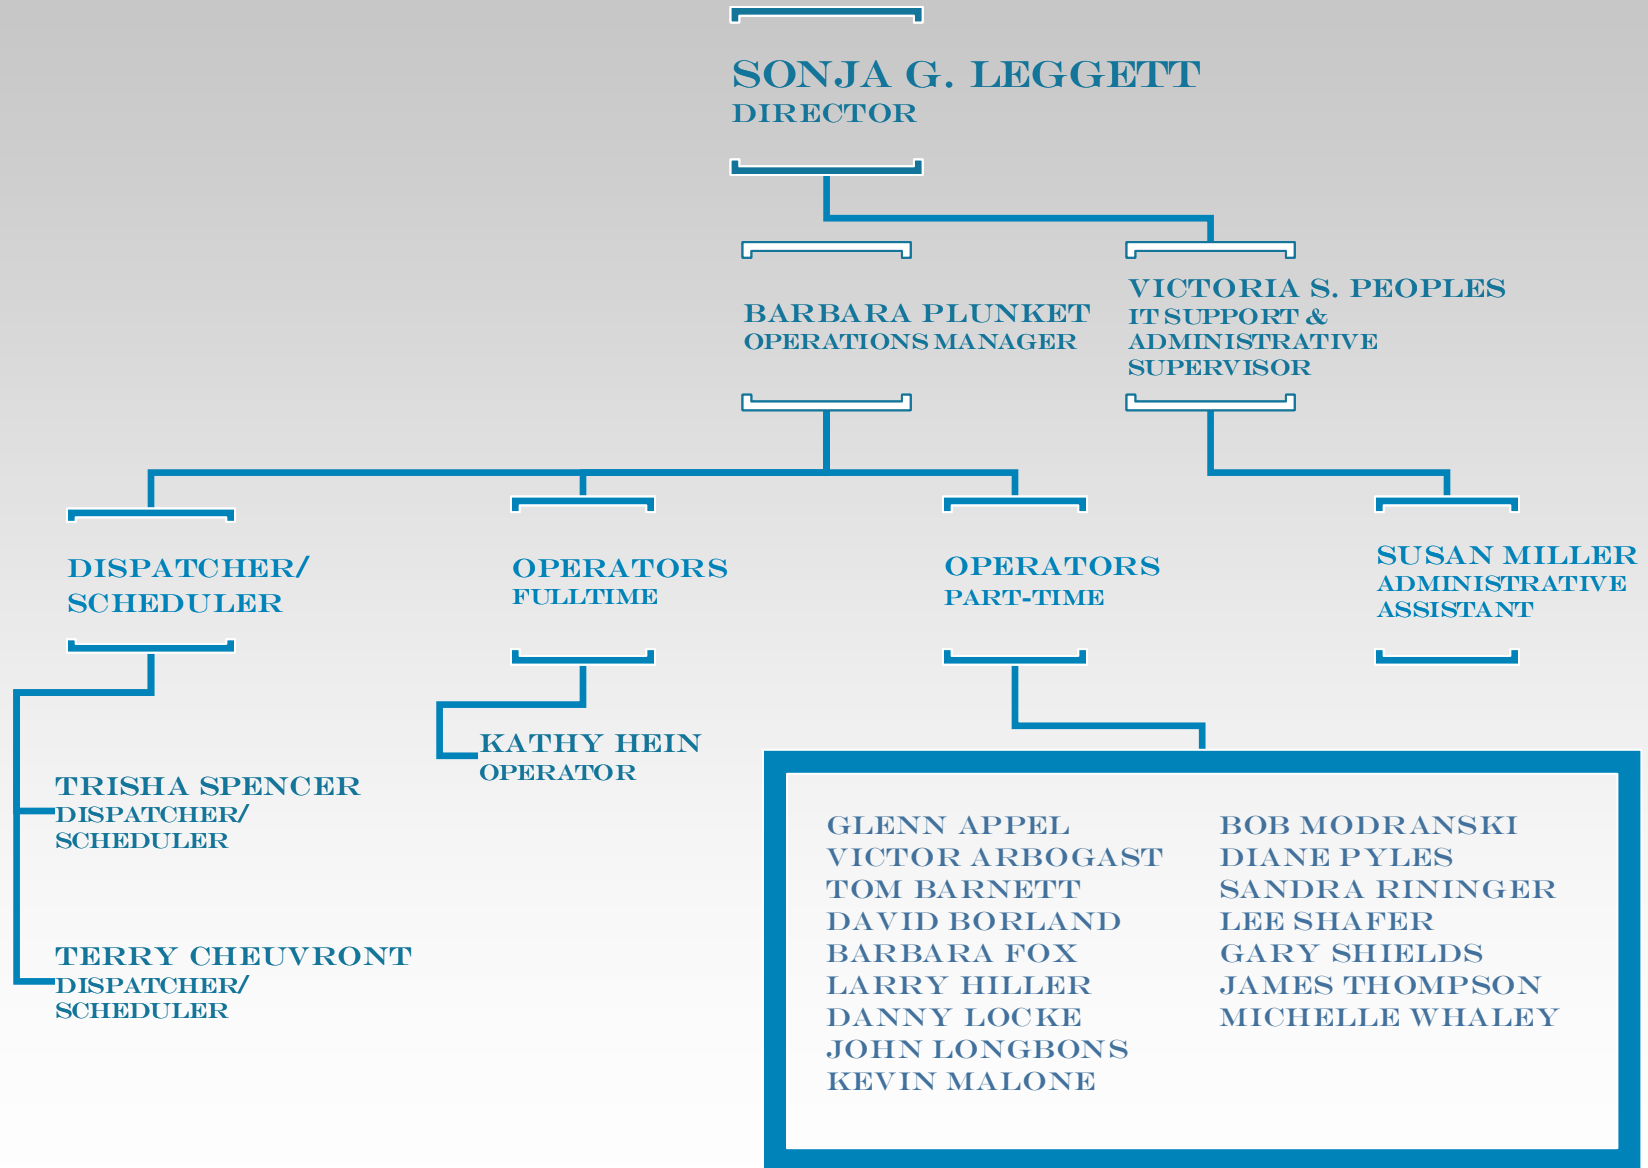 SONJA G. LEGGETT
DIRECTOR
BARBARA PLUNKET
OPERATIONS MANAGER
VICTORIA S. PEOPLES
IT SUPPORT &
ADMINISTRATIVE
SUPERVISOR
DISPATCHER/
SCHEDULER
OPERATORS
FULLTIME
OPERATORS
PART-TIME
SUSAN MILLER
ADMINISTRATIVE
ASSISTANT
TRISHA SPENCER
DISPATCHER/
SCHEDULER
TERRY CHEUVRONT
DISPATCHER/
SCHEDULER
KATHY HEIN
OPERATOR
GLENN APPEL
VICTOR ARBOGAST
TOM BARNETT
DAVID BORLAND
BARBARA FOX
LARRY HILLER
DANNY LOCKE
JOHN LONGBONS
KEVIN MALONE
BOB MODRANSKI
DIANE PYLES
SANDRA RININGER
LEE SHAFER
GARY SHIELDS
JAMES THOMPSON
MICHELLE WHALEY